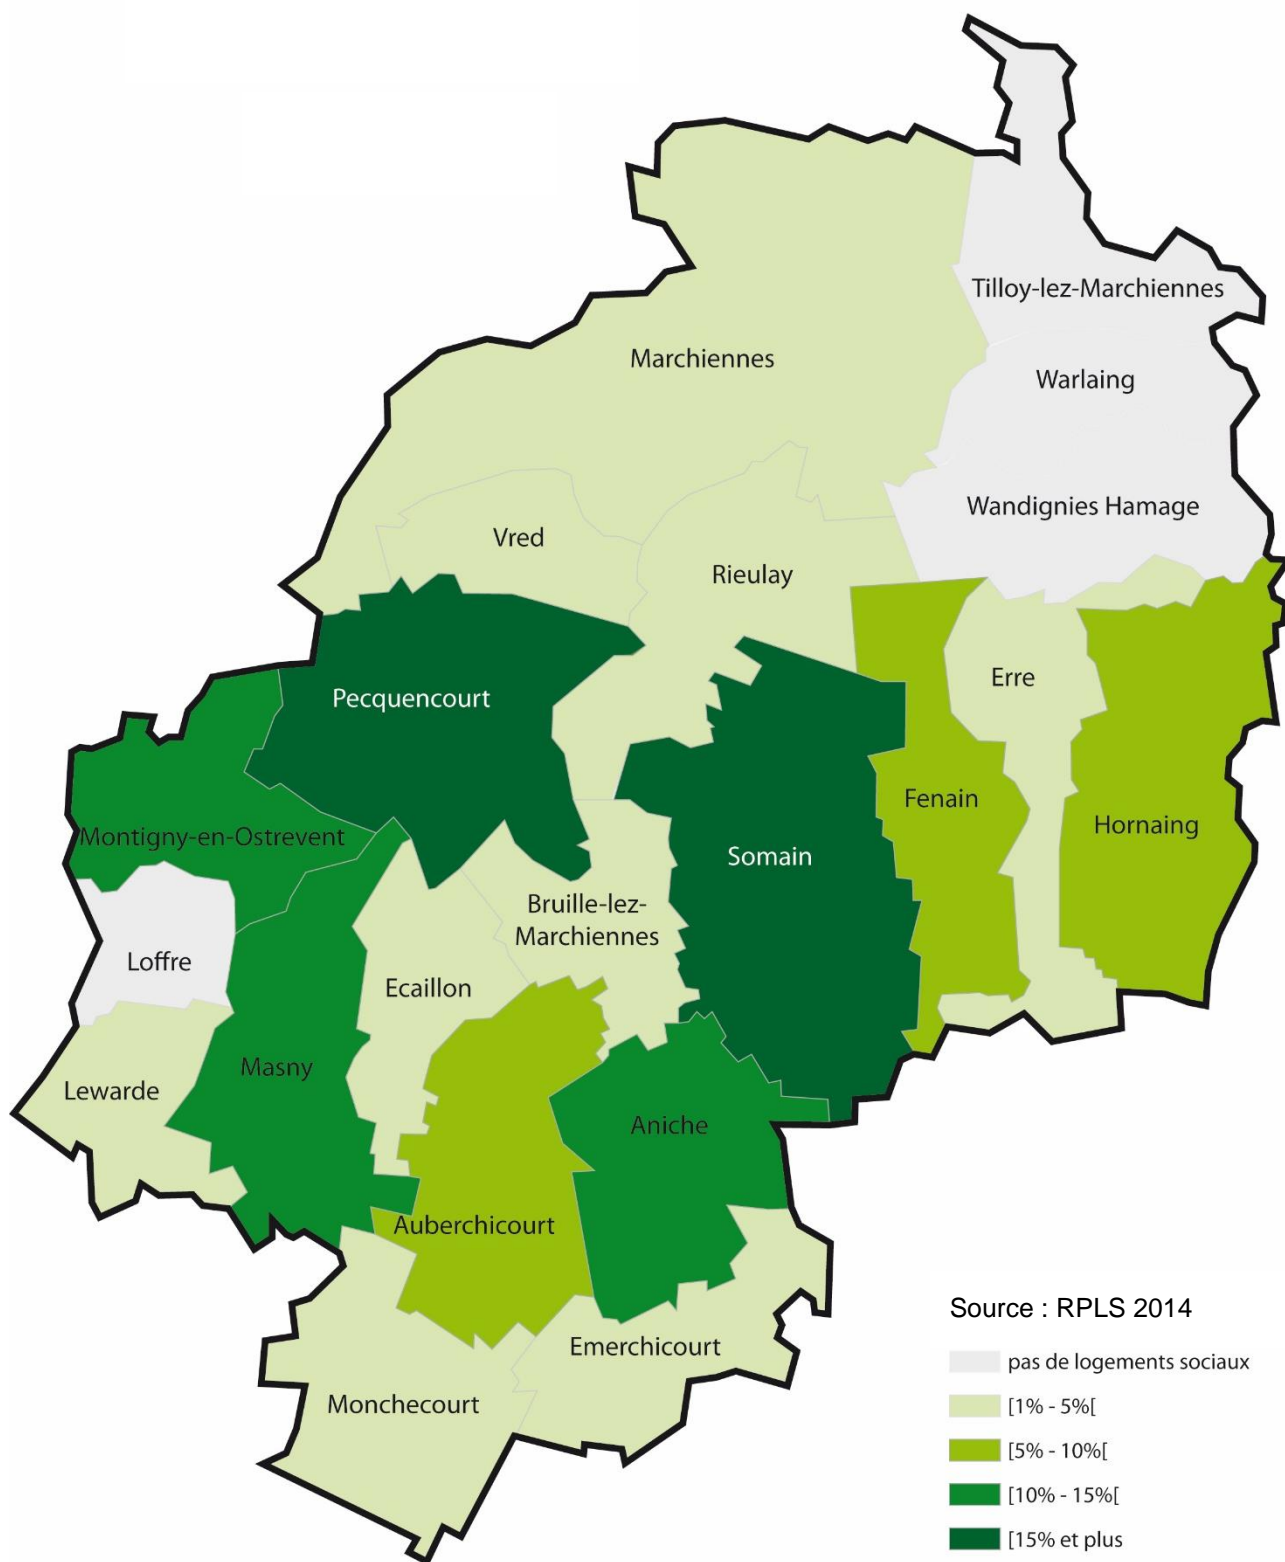 Tilloy-lez-Marchiennes
Marchiennes
Warlaing
Wandignies Hamage
Vred
Rieulay
Erre
Pecquencourt
Fenain
Hornaing
Montigny-en-Ostrevent
Somain
Bruille-lez-
Marchiennes
Loffre
Ecaillon
Masny
Lewarde
Aniche
Auberchicourt
Emerchicourt
Monchecourt
Source : RPLS 2014
pas de logements sociaux
[1% - 5%[
[5% - 10%[
[10% - 15%[
[15% et plus